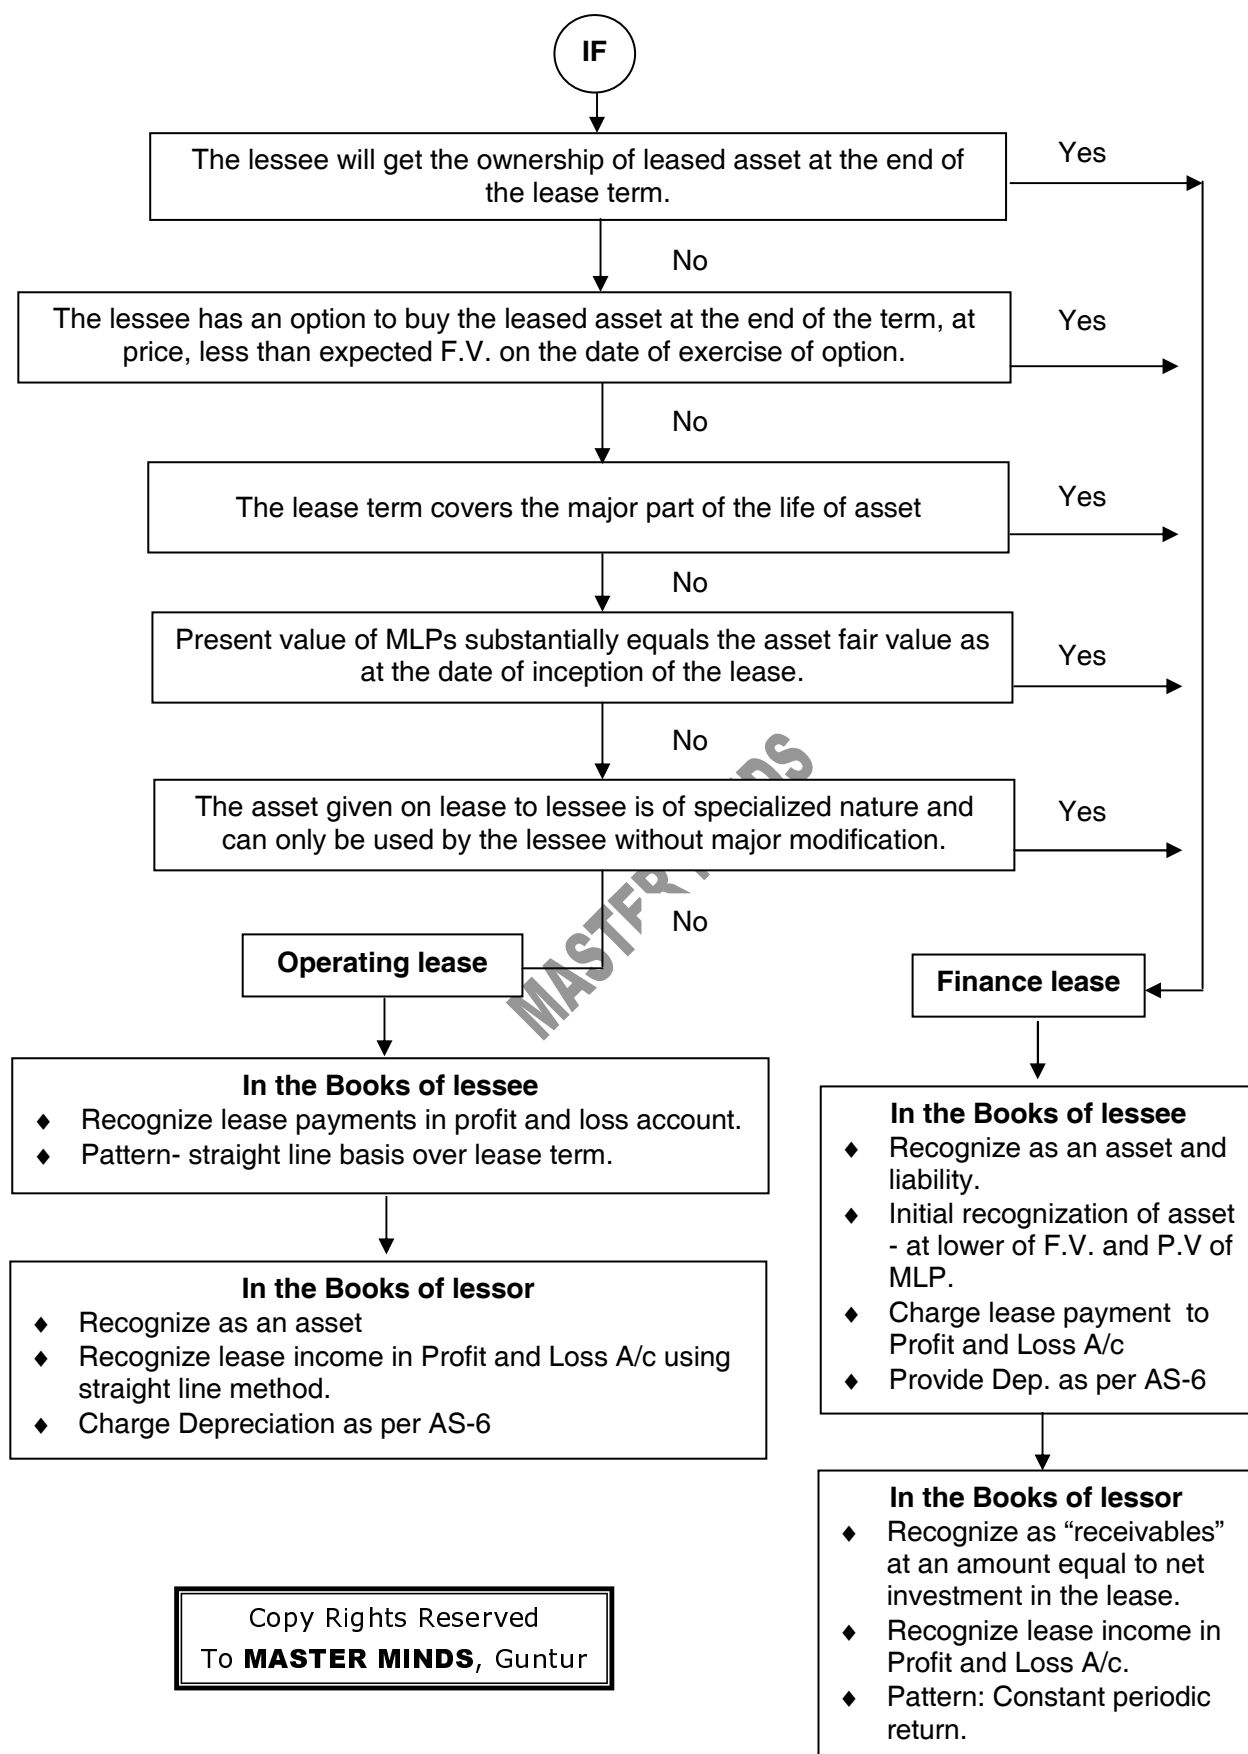 IF
The lessee will get the ownership of leased asset at the end of
the lease term.
Yes
No
The lessee has an option to buy the leased asset at the end of the term, at
price, less than expected F.V. on the date of exercise of option.
Yes
No
The lease term covers the major part of the life of asset
Yes
No
Present value of MLPs substantially equals the asset fair value as
at the date of inception of the lease.
Yes
No
The asset given on lease to lessee is of specialized nature and
can only be used by the lessee without major modification.
Yes
No
Operating lease
Finance lease
In the Books of lessee
♦ Recognize lease payments in profit and loss account.
♦ Pattern- straight line basis over lease term.
In the Books of lessor
♦ Recognize as an asset
♦ Recognize lease income in Profit and Loss A/c using
straight line method.
♦ Charge Depreciation as per AS-6
In the Books of lessee
♦ Recognize as an asset and
liability.
♦ Initial recognization of asset
- at lower of F.V. and P.V of
MLP.
♦ Charge lease payment to
Profit and Loss A/c
♦ Provide Dep. as per AS-6
In the Books of lessor
♦ Recognize as “receivables”
at an amount equal to net
investment in the lease.
♦ Recognize lease income in
Profit and Loss A/c.
♦ Pattern: Constant periodic
return.
Copy Rights Reserved
To MASTER MINDS, Guntur